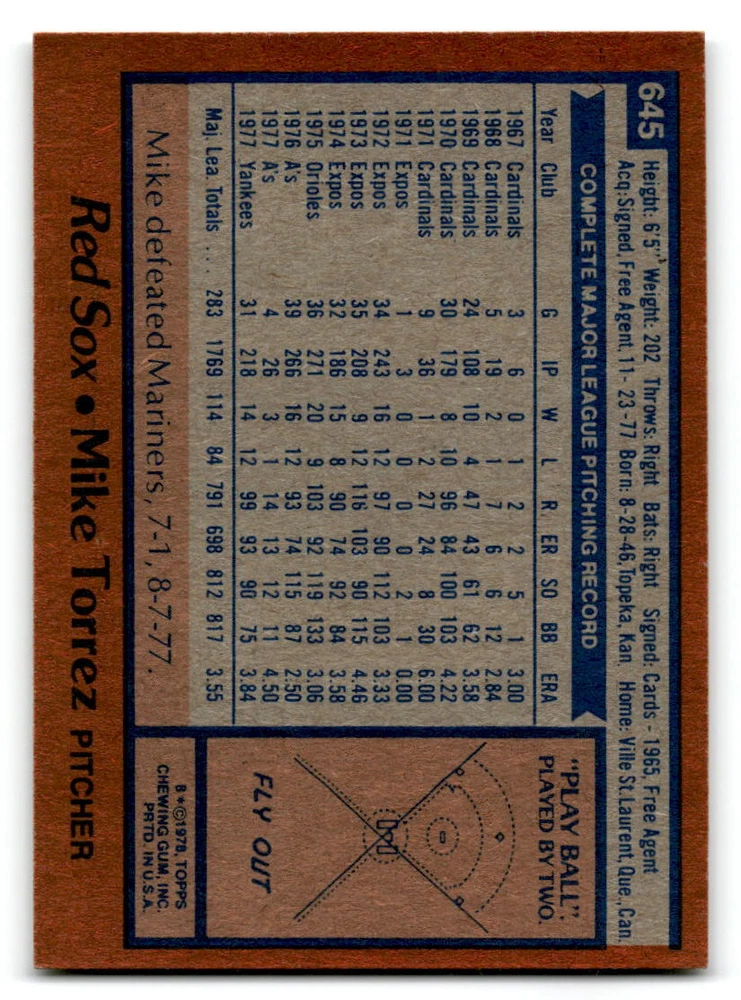 645
Height: 6'5" Weight: 202 Throws: Right Bats: Right Signed: Cards - 1965, Free Agent
Acq: Signed, Free Agent, 11- 23 -77 Born: 8-28-46, Topeka, Kan. Home: Ville St. Laurent, Que., Can.
COMPLETE MAJOR LEAGUE PITCHING RECORD
Year Club G IP W L R ER SO BB ERA
1967 Cardinals 3 6 0 1 2 2 5 1 3.00
1968 Cardinals 5 19 2 1 7 6 6 12 2.84
1969 Cardinals 24 108 10 4 47 43 61 62 3.58
1970 Cardinals 30 179 8 10 96 84 100 103 4.22
1971 Cardinals 9 36 1 2 27 24 8 30 6.00
1971 Expos 1 3 0 0 0 0 2 1 0.00
1972 Expos 34 243 16 12 97 90 112 103 3.33
1973 Expos 35 208 9 12 116 103 90 115 4.46
1974 Expos 32 186 15 8 90 74 92 84 3.58
1975 Orioles 36 271 20 9 103 92 119 133 3.06
1976 A's 39 266 16 12 93 74 115 87 2.50
1977 A's 4 26 3 1 14 13 12 11 4.50
1977 Yankees 31 218 14 12 99 93 90 75 3.84
Maj. Lea. Totals . . . 283 1769 114 84 791 698 812 817 3.55
Mike defeated Mariners, 7-1, 8-7-77.
"PLAY BALL":
PLAYED BY TWO.
FLY OUT
B*©1978, TOPPS
CHEWING GUM, INC.
PRTD. IN U.S.A.
Red Sox • Mike Torrez PITCHER